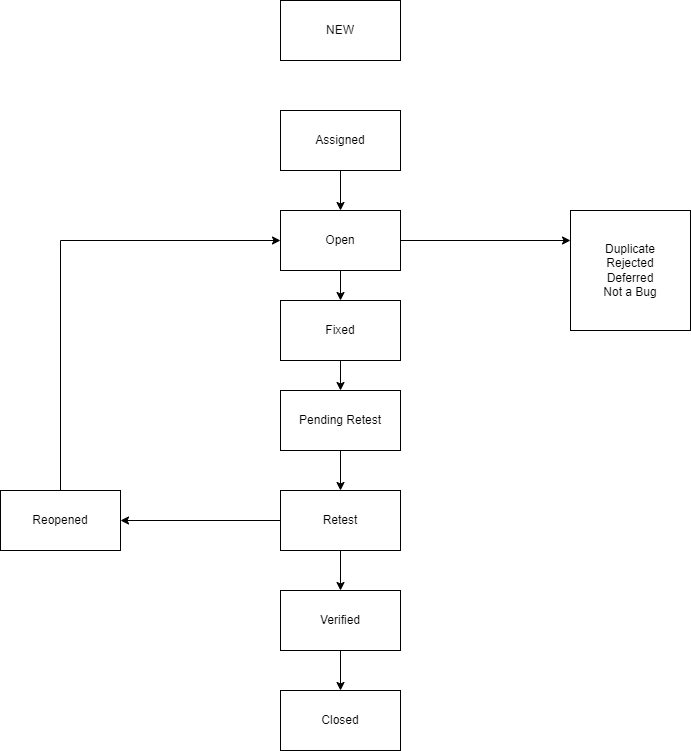 NEW
Assigned
Open
Duplicate
Rejected
Deferred
Not a Bug
Fixed
Pending Retest
Reopened
Retest
Verified
Closed